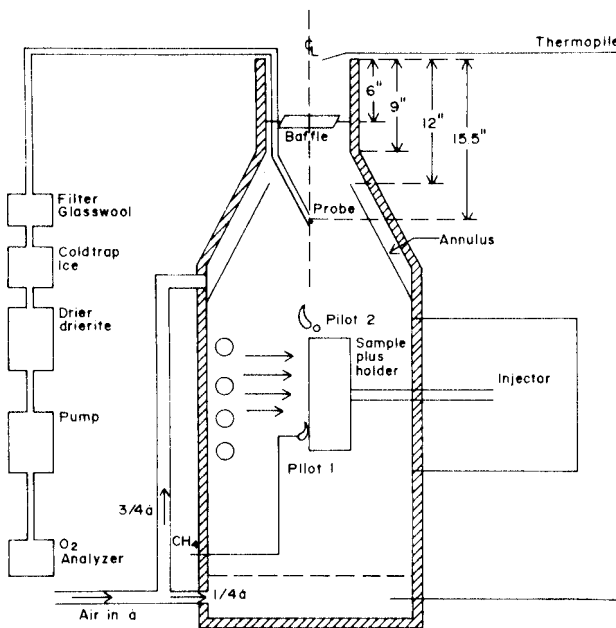 ℄
Thermopile
6"
9"
12"
15.5"
Baffle
Probe
Annulus
Filter
Glasswool
Coldtrap
Ice
Drier
drierite
Pump
O2
Analyzer
Pilot 2
Sample
plus
holder
Injector
Pilot 1
3/4 ȧ
CH4
1/4 ȧ
Air in ȧ